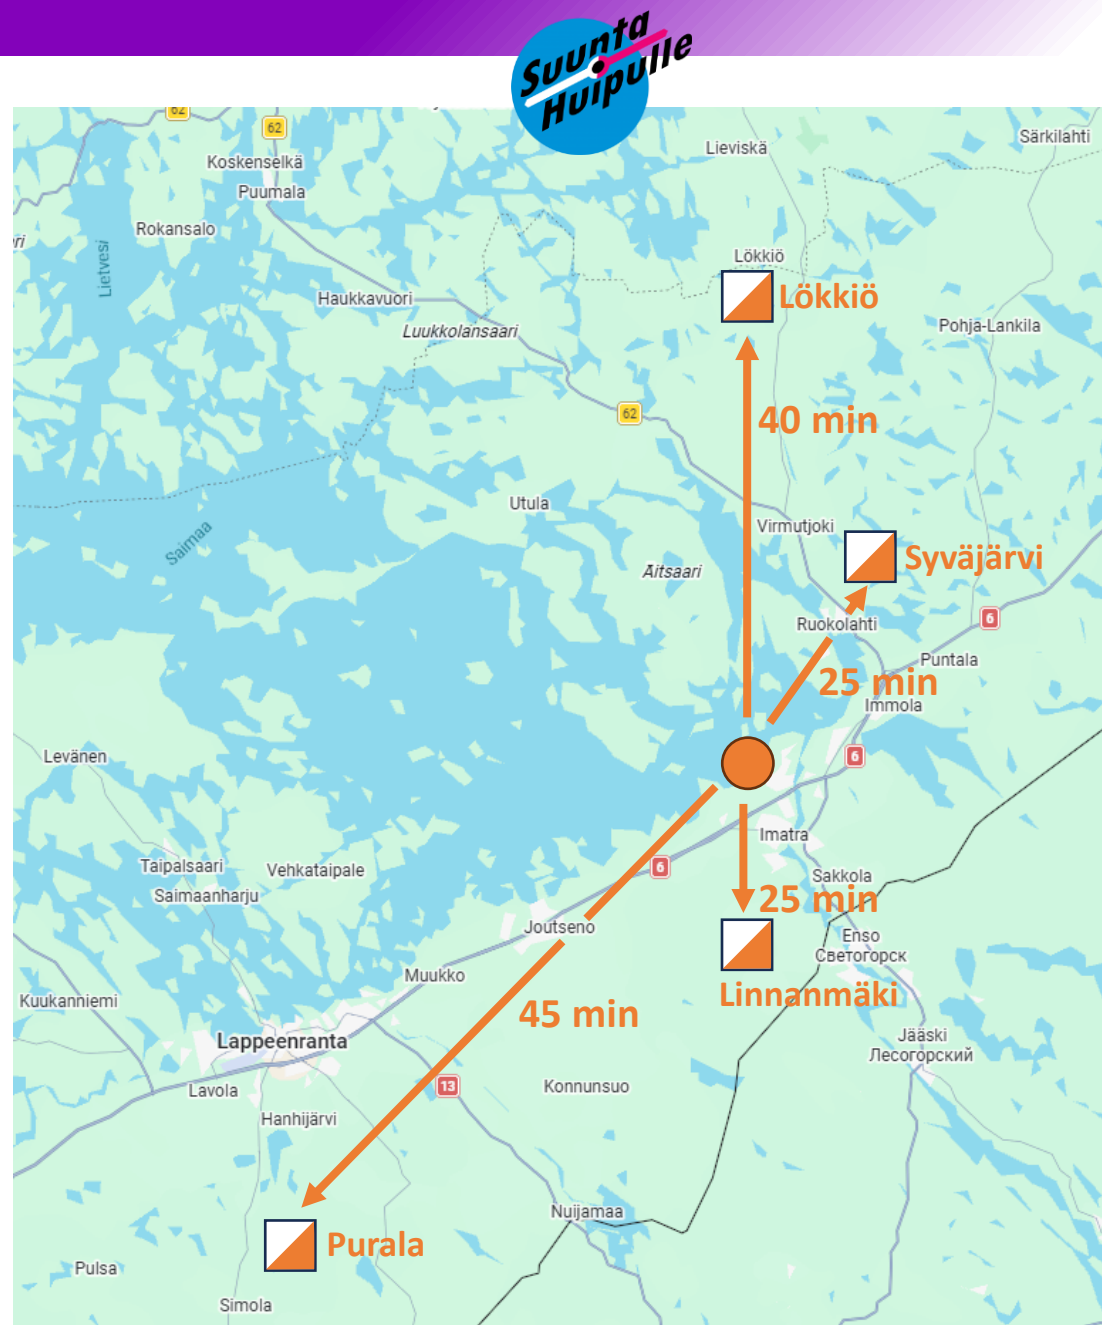 Suunta
Huipulle
62
62
Koskenselkä
Puumala
Lieviskä
Särkilahti
Rokansalo
Lietvesi
Lökkiö
Lökkiö
Haukkavuori
Luukkolansaari
Pohja-Lankila
62
40 min
Utula
Virmutjoki
Saimaa
Syväjärvi
Äitsaari
Ruokolahti
6
Puntala
25 min
Immola
Levänen
6
Imatra
Taipalsaari
Vehkataipale
6
Sakkola
Saimaanharju
25 min
Joutseno
Enso
Светогорск
Muukko
Linnanmäki
Kuukanniemi
45 min
Lappeenranta
Jääski
Лесогорский
Lavola
13
Konnunsuo
Hanhijärvi
Nuijamaa
Purala
Pulsa
Simola